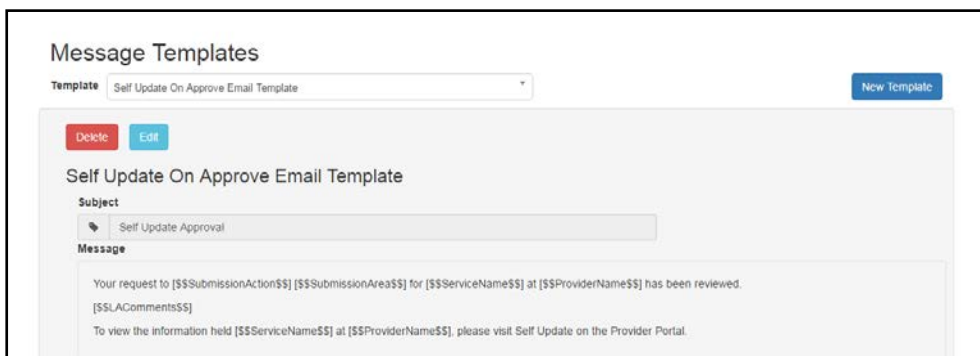 Message Templates
Template Self Update On Approve Email Template New Template
Delete Edit
Self Update On Approve Email Template
Subject
Self Update Approval
Message
Your request to [$$SubmissionAction$$] [$$SubmissionArea$$] for [$$ServiceName$$] at [$$ProviderName$$] has been reviewed.
[$$LAComments$$]
To view the information held [$$ServiceName$$] at [$$ProviderName$$], please visit Self Update on the Provider Portal.